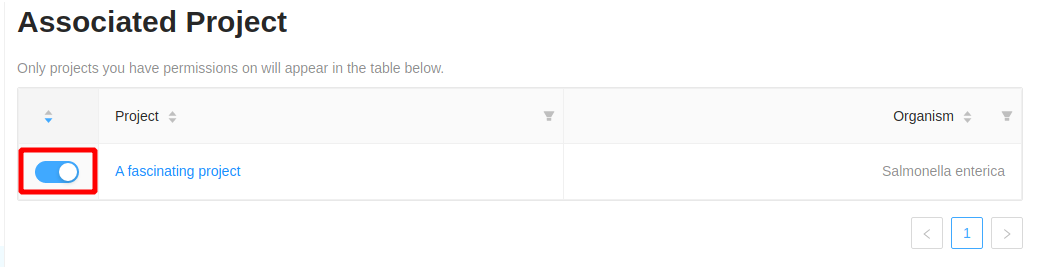 Associated Project
Only projects you have permissions on will appear in the table below.
Project Organism
A fascinating project Salmonella enterica
1